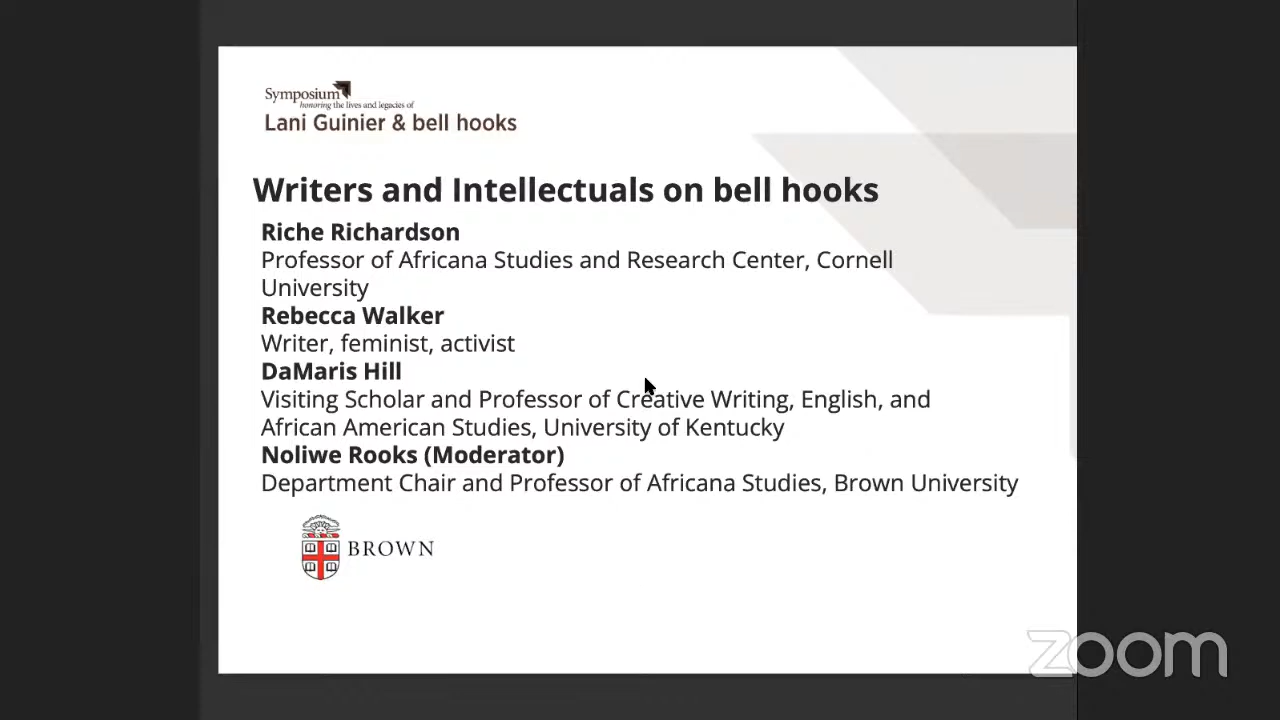 Symposium
honoring the lives and legacies of
Lani Guinier & bell hooks
Writers and Intellectuals on bell hooks
Riche Richardson
Professor of Africana Studies and Research Center, Cornell
University
Rebecca Walker
Writer, feminist, activist
DaMaris Hill
Visiting Scholar and Professor of Creative Writing, English, and
African American Studies, University of Kentucky
Noliwe Rooks (Moderator)
Department Chair and Professor of Africana Studies, Brown University
BROWN
zoom